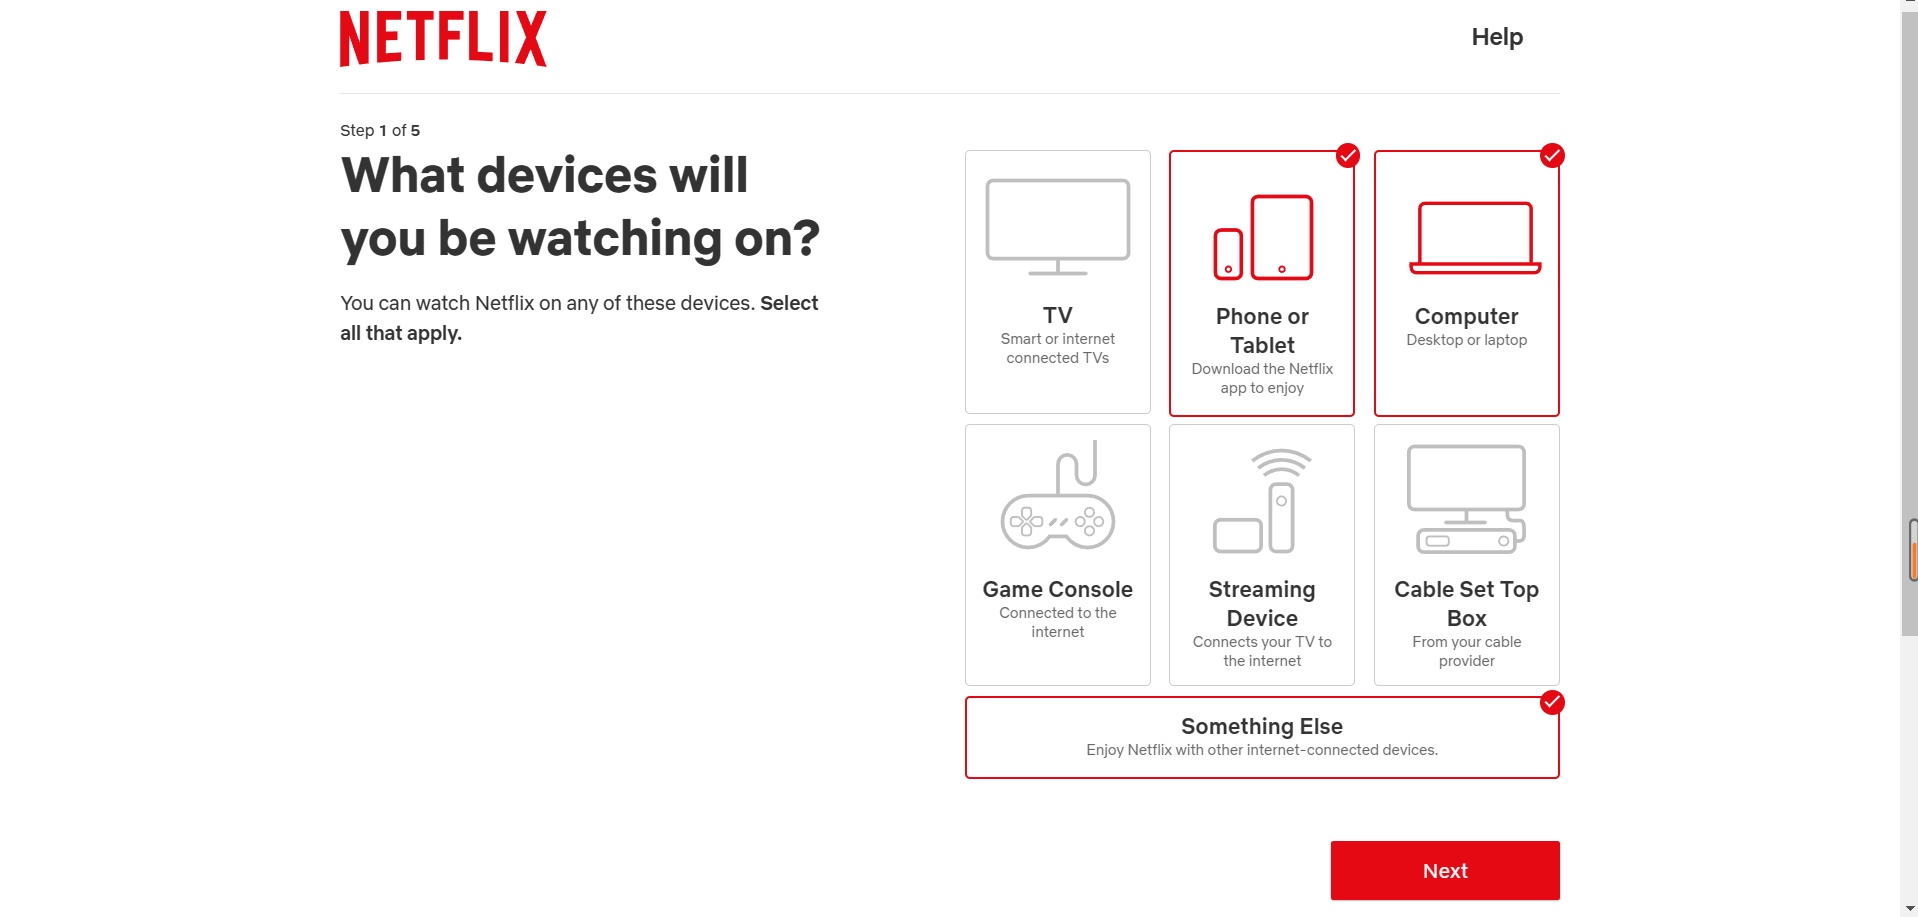 NETFLIX
Help
Step 1 of 5
What devices will
you be watching on?
You can watch Netflix on any of these devices. Select
all that apply.
TV
Smart or internet
connected TVs
Phone or
Tablet
Download the Netflix
app to enjoy
Computer
Desktop or laptop
Game Console
Connected to the
internet
Streaming
Device
Connects your TV to
the internet
Cable Set Top
Box
From your cable
provider
Something Else
Enjoy Netflix with other internet-connected devices.
Next